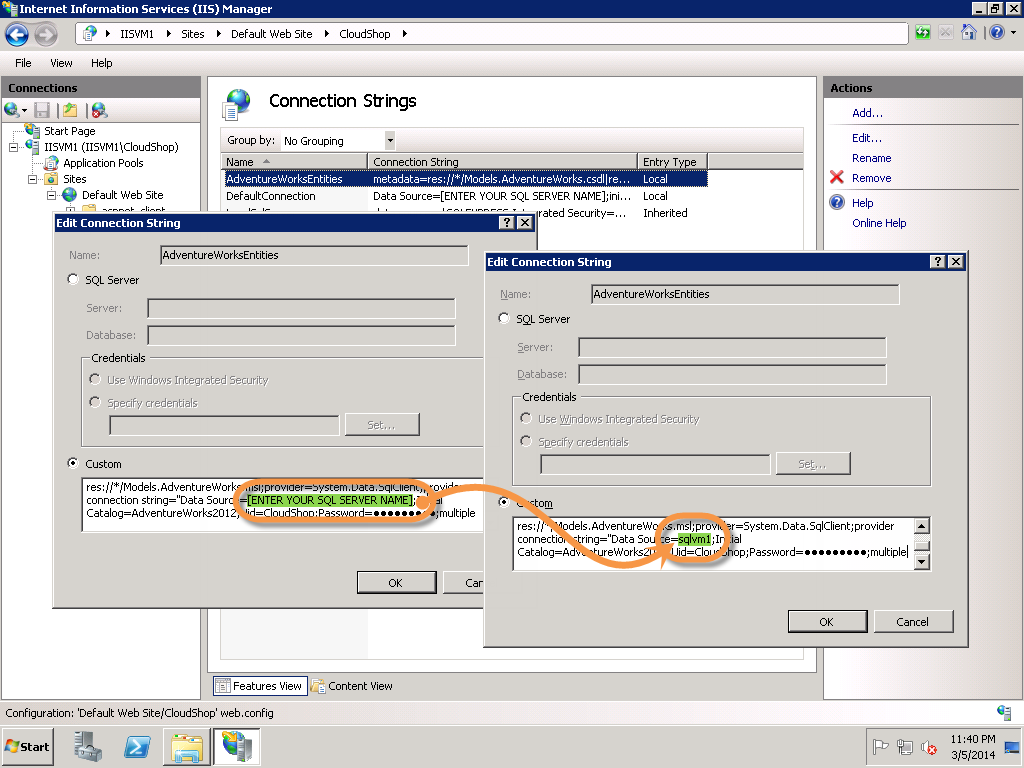 Internet Information Services (IIS) Manager
IISVM1 Sites Default Web Site CloudShop
File View Help
Connections
Start Page
IISVM1 (IISVM1\CloudShop)
Application Pools
Sites
Default Web Site
aspnet_client
Connection Strings
Group by: No Grouping
Name Connection String Entry Type
AdventureWorksEntities metadata=res://*/Models.AdventureWorks.csdl|re... Local
DefaultConnection Data Source=[ENTER YOUR SQL SERVER NAME];ini... Local
Integrated Security=... Inherited
Actions
Add...
Edit...
Rename
Remove
Help
Online Help
Edit Connection String
Name: AdventureWorksEntities
SQL Server
Server:
Database:
Credentials
Use Windows Integrated Security
Specify credentials
Set...
Custom
res://*/Models.AdventureWorks.msl;provider=System.Data.SqlClient;provider
connection string="Data Source=[ENTER YOUR SQL SERVER NAME];
Catalog=AdventureWorks2012;Uid=CloudShop;Password=●●●●●●●●●;multiple
OK
Edit Connection String
Name: AdventureWorksEntities
SQL Server
Server:
Database:
Credentials
Use Windows Integrated Security
Specify credentials
Set...
Custom
res://*/Models.AdventureWorks.msl;provider=System.Data.SqlClient;provider
connection string="Data Source=sqlvm1;Initial
Catalog=AdventureWorks201 Uid=CloudShop;Password=●●●●●●●●●;multiple
OK Cancel
Features View Content View
Configuration: 'Default Web Site/CloudShop' web.config
Start
11:40 PM
3/5/2014